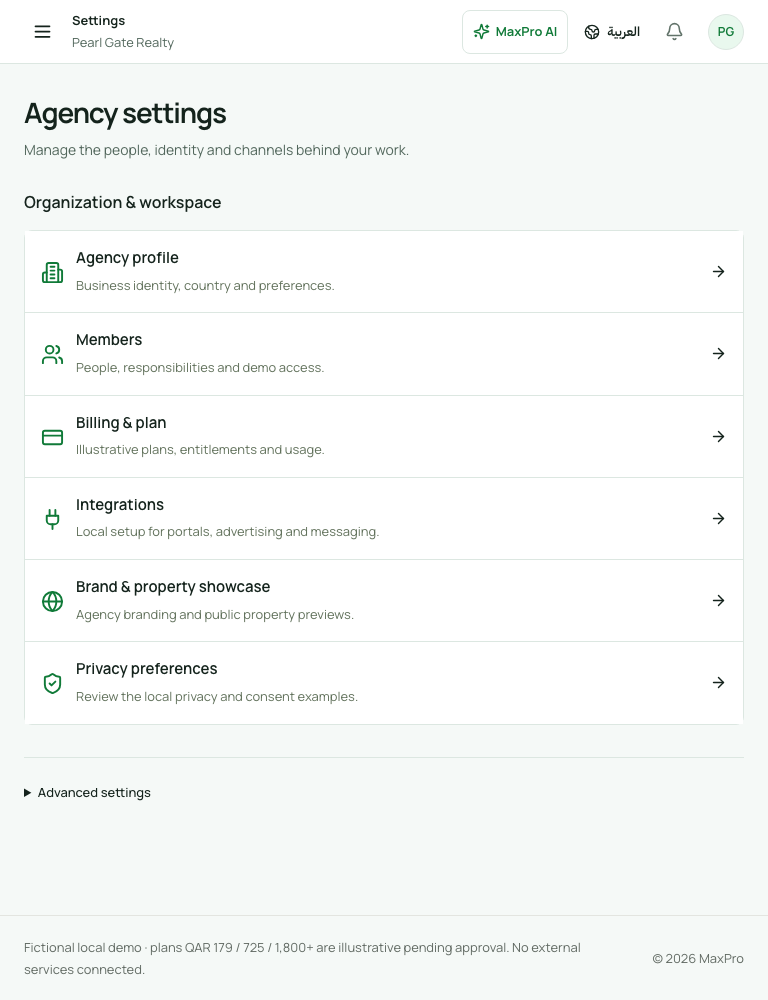 Settings
Pearl Gate Realty
MaxPro AI
العربية
PG
Agency settings
Manage the people, identity and channels behind your work.
Organization & workspace
Agency profile
Business identity, country and preferences.
Members
People, responsibilities and demo access.
Billing & plan
Illustrative plans, entitlements and usage.
Integrations
Local setup for portals, advertising and messaging.
Brand & property showcase
Agency branding and public property previews.
Privacy preferences
Review the local privacy and consent examples.
Advanced settings
Fictional local demo · plans QAR 179 / 725 / 1,800+ are illustrative pending approval. No external
services connected.
© 2026 MaxPro